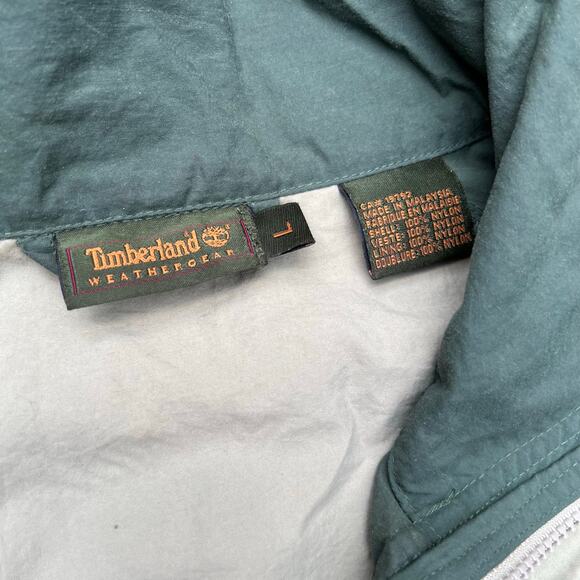 Timberland
WEATHERGEAR
L
CA# 18792
MADE IN MALAYSIA
FABRIQUE EN MALAISIE
SHELL: 100% NYLON
VESTE: 100% NYLON
LINING: 100% NYLON
DOUBLURE: 100% NYLON